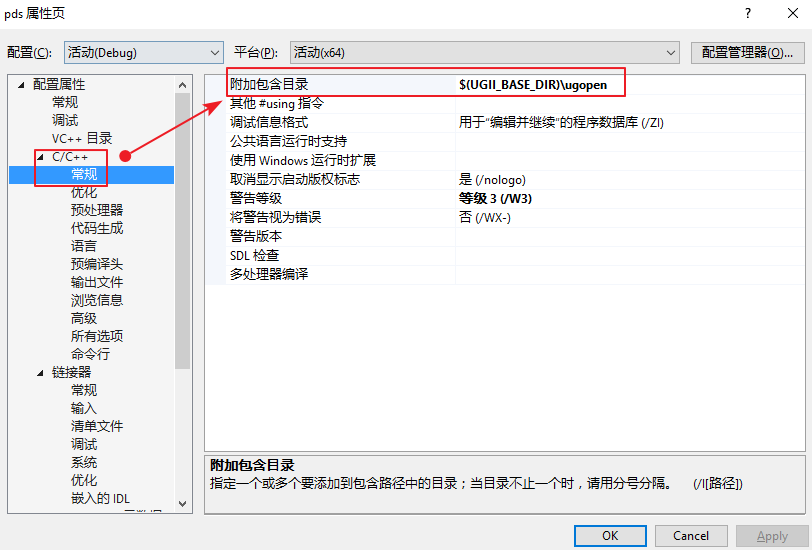 pds 属性页
配置(C): 活动(Debug) 平台(P): 活动(x64) 配置管理器(O)...
配置属性
常规
调试
VC++ 目录
C/C++
常规
优化
预处理器
代码生成
语言
预编译头
输出文件
浏览信息
高级
所有选项
命令行
链接器
常规
输入
清单文件
调试
系统
优化
嵌入的 IDL
附加包含目录 $(UGII_BASE_DIR)\ugopen
其他 #using 指令
调试信息格式 用于“编辑并继续”的程序数据库 (/ZI)
公共语言运行时支持
使用 Windows 运行时扩展
取消显示启动版权标志 是 (/nologo)
警告等级 等级 3 (/W3)
将警告视为错误 否 (/WX-)
警告版本
SDL 检查
多处理器编译
附加包含目录
指定一个或多个要添加到包含路径中的目录；当目录不止一个时，请用分号分隔。 (/I[路径])
OK Cancel Apply